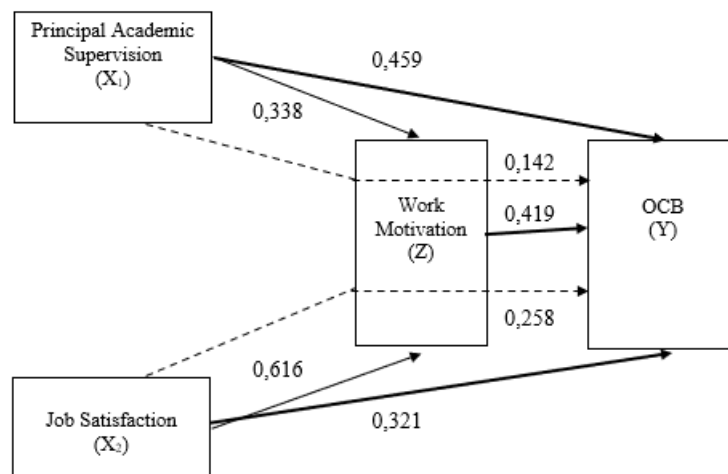 Principal Academic
Supervision
(X₁)
0,459
0,338
0,142
Work
Motivation
(Z)
0,419
OCB
(Y)
0,258
0,616
Job Satisfaction
(X₂)
0,321